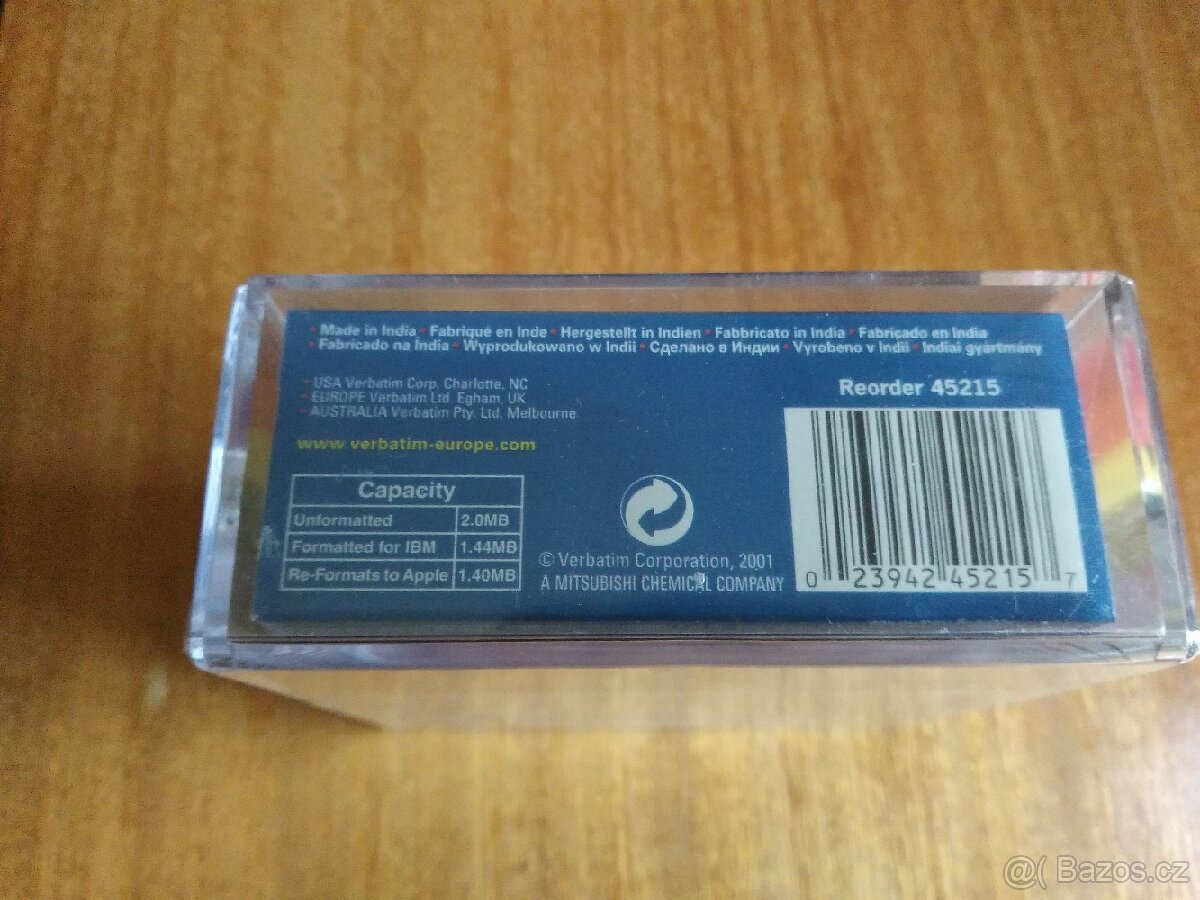 • Made in India • Fabriqué en Inde • Hergestellt in Indien • Fabbricato in India • Fabricado en India
• Fabricado na India • Wyprodukowano w Indii • Сделано в Индии • Vyrobeno v Indii • Indiai gyartmány
• USA Verbatim Corp. Charlotte, NC
• EUROPE Verbatim Ltd. Egham, UK
• AUSTRALIA Verbatim Pty. Ltd. Melbourne
www.verbatim-europe.com
Capacity
Unformatted 2.0MB
Formatted for IBM 1.44MB
Re-Formats to Apple 1.40MB
© Verbatim Corporation, 2001
A MITSUBISHI CHEMICAL COMPANY
Reorder 45215
0 23942 45215 7
@( Bazos.cz